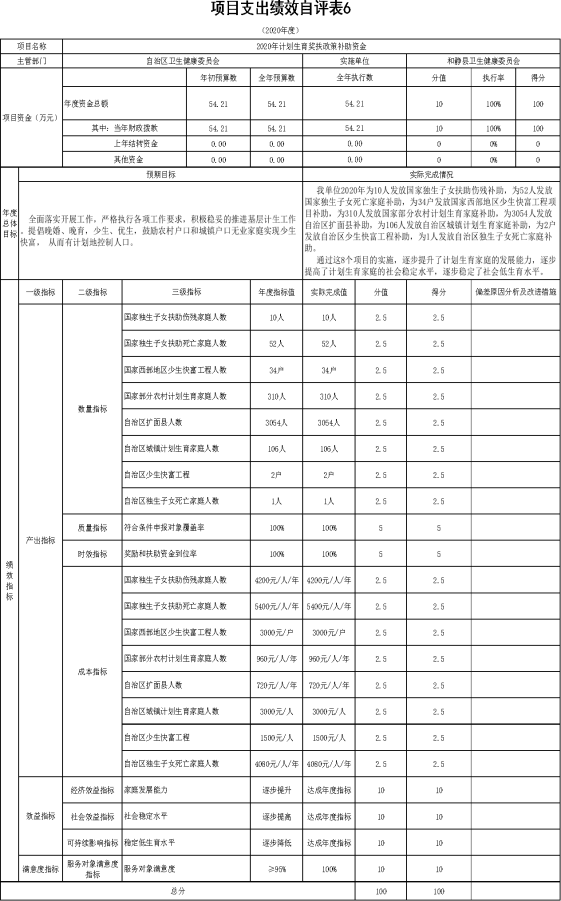 项目支出绩效自评表6
（2020年度）
项目名称 2020年计划生育奖扶政策补助资金
主管部门 自治区卫生健康委员会 实施单位 和静县卫生健康委员会
项目资金（万元） 年初预算数 全年预算数 全年执行数 分值 执行率 得分
年度资金总额 54.21 54.21 54.21 10 100% 100
其中：当年财政拨款 54.21 54.21 54.21 10 100% 100
上年结转资金 0.00 0.00 0.00 0 0% 0
其他资金 0.00 0.00 0.00 0 0% 0
年度总体目标 预期目标 实际完成情况
全面落实开展工作，严格执行各项工作要求，积极稳妥的推进基层计生工作
。提倡晚婚、晚育，少生、优生，鼓励农村户口和城镇户口无业家庭实现少生
快富， 从而有计划地控制人口。
我单位2020年为10人发放国家独生子女扶助伤残补助，为52人发放
国家独生子女死亡家庭补助，为34户发放国家西部地区少生快富工程项
目补助，为310人发放国家部分农村计划生育家庭补助，为3054人发放
自治区扩面县补助，为106人发放自治区城镇计划生育家庭补助，为2户
发放自治区少生快富工程补助，为1人发放自治区独生子女死亡家庭补
助。
通过这8个项目的实施，逐步提升了计划生育家庭的发展能力，逐步
提高了计划生育家庭的社会稳定水平，逐步稳定了社会低生育水平。
绩效指标 一级指标 二级指标 三级指标 年度指标值 实际完成值 分值 得分 偏差原因分析及改进措施
产出指标 数量指标 国家独生子女扶助伤残家庭人数 10人 10人 2.5 2.5
国家独生子女扶助死亡家庭人数 52人 52人 2.5 2.5
国家西部地区少生快富工程人数 34户 34户 2.5 2.5
国家部分农村计划生育家庭人数 310人 310人 2.5 2.5
自治区扩面县人数 3054人 3054人 2.5 2.5
自治区城镇计划生育家庭人数 106人 106人 2.5 2.5
自治区少生快富工程 2户 2户 2.5 2.5
自治区独生子女死亡家庭人数 1人 1人 2.5 2.5
质量指标 符合条件申报对象覆盖率 100% 100% 5 5
时效指标 奖励和扶助资金到位率 100% 100% 5 5
成本指标 国家独生子女扶助伤残家庭人数 4200元/人/年 4200元/人/年 2.5 2.5
国家独生子女扶助死亡家庭人数 5400元/人/年 5400元/人/年 2.5 2.5
国家西部地区少生快富工程人数 3000元/户 3000元/户 2.5 2.5
国家部分农村计划生育家庭人数 960元/人/年 960元/人/年 2.5 2.5
自治区扩面县人数 720元/人/年 720元/人/年 2.5 2.5
自治区城镇计划生育家庭人数 3000元/人 3000元/人 2.5 2.5
自治区少生快富工程 1500元/人 1500元/人 2.5 2.5
自治区独生子女死亡家庭人数 4080元/人/年 4080元/人/年 2.5 2.5
效益指标 经济效益指标 家庭发展能力 逐步提升 达成年度指标 10 10
社会效益指标 社会稳定水平 逐步提高 达成年度指标 10 10
可持续影响指标 稳定低生育水平 逐步降低 达成年度指标 10 10
满意度指标 服务对象满意度指标 服务对象满意度 ≥95% 100% 10 10
总分 100 100